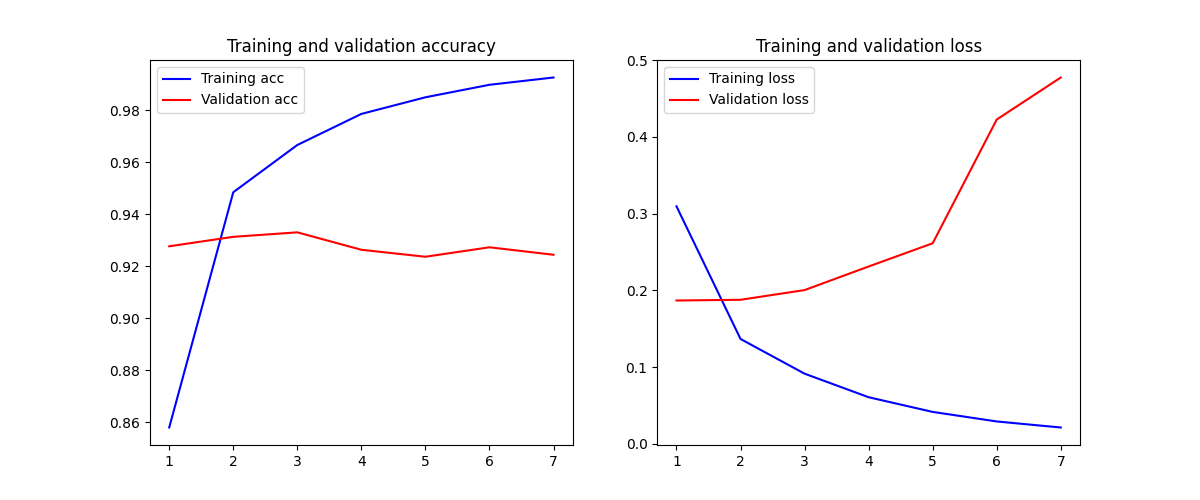 Training and validation accuracy
Training acc
Validation acc
0.98
0.96
0.94
0.92
0.90
0.88
0.86
1 2 3 4 5 6 7
Training and validation loss
Training loss
Validation loss
0.5
0.4
0.3
0.2
0.1
0.0
1 2 3 4 5 6 7